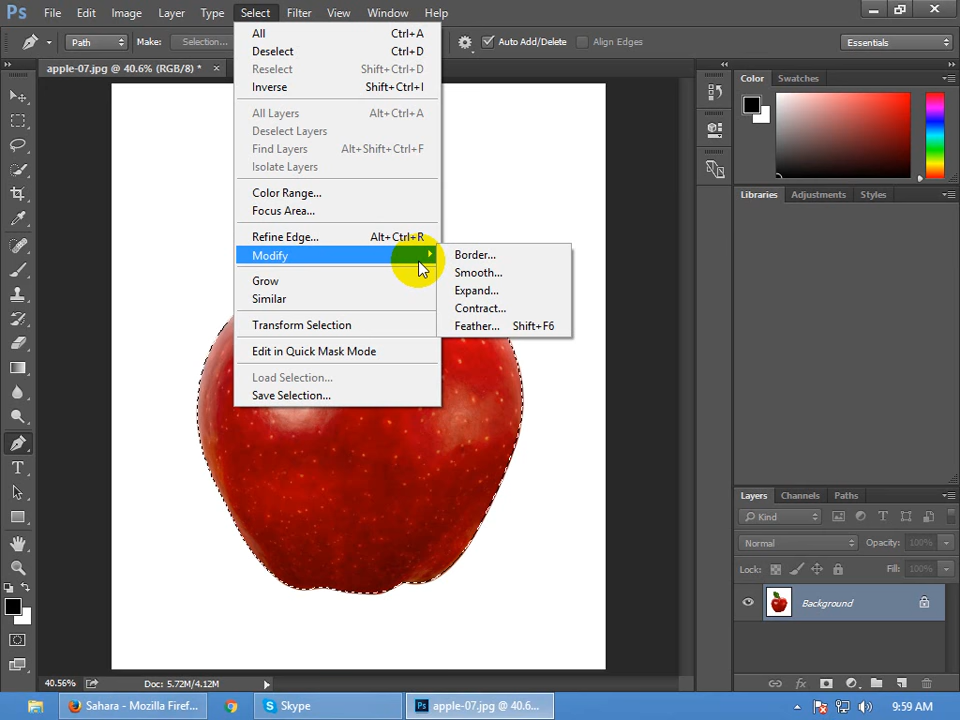 Ps File Edit Image Layer Type Select Filter View Window Help
Path Make: Selection... Auto Add/Delete Align Edges Essentials
apple-07.jpg @ 40.6% (RGB/8) *
All Ctrl+A
Deselect Ctrl+D
Reselect Shift+Ctrl+D
Inverse Shift+Ctrl+I
All Layers Alt+Ctrl+A
Deselect Layers
Find Layers Alt+Shift+Ctrl+F
Isolate Layers
Color Range...
Focus Area...
Refine Edge... Alt+Ctrl+R
Modify
Grow
Similar
Transform Selection
Edit in Quick Mask Mode
Load Selection...
Save Selection...
Border...
Smooth...
Expand...
Contract...
Feather... Shift+F6
Color Swatches
Libraries Adjustments Styles
Layers Channels Paths
Kind
Normal Opacity: 100%
Lock: Fill: 100%
Background
40.56% Doc: 5.72M/4.12M
Sahara - Mozilla Firef... Skype Ps apple-07.jpg @ 40.6%... 9:59 AM